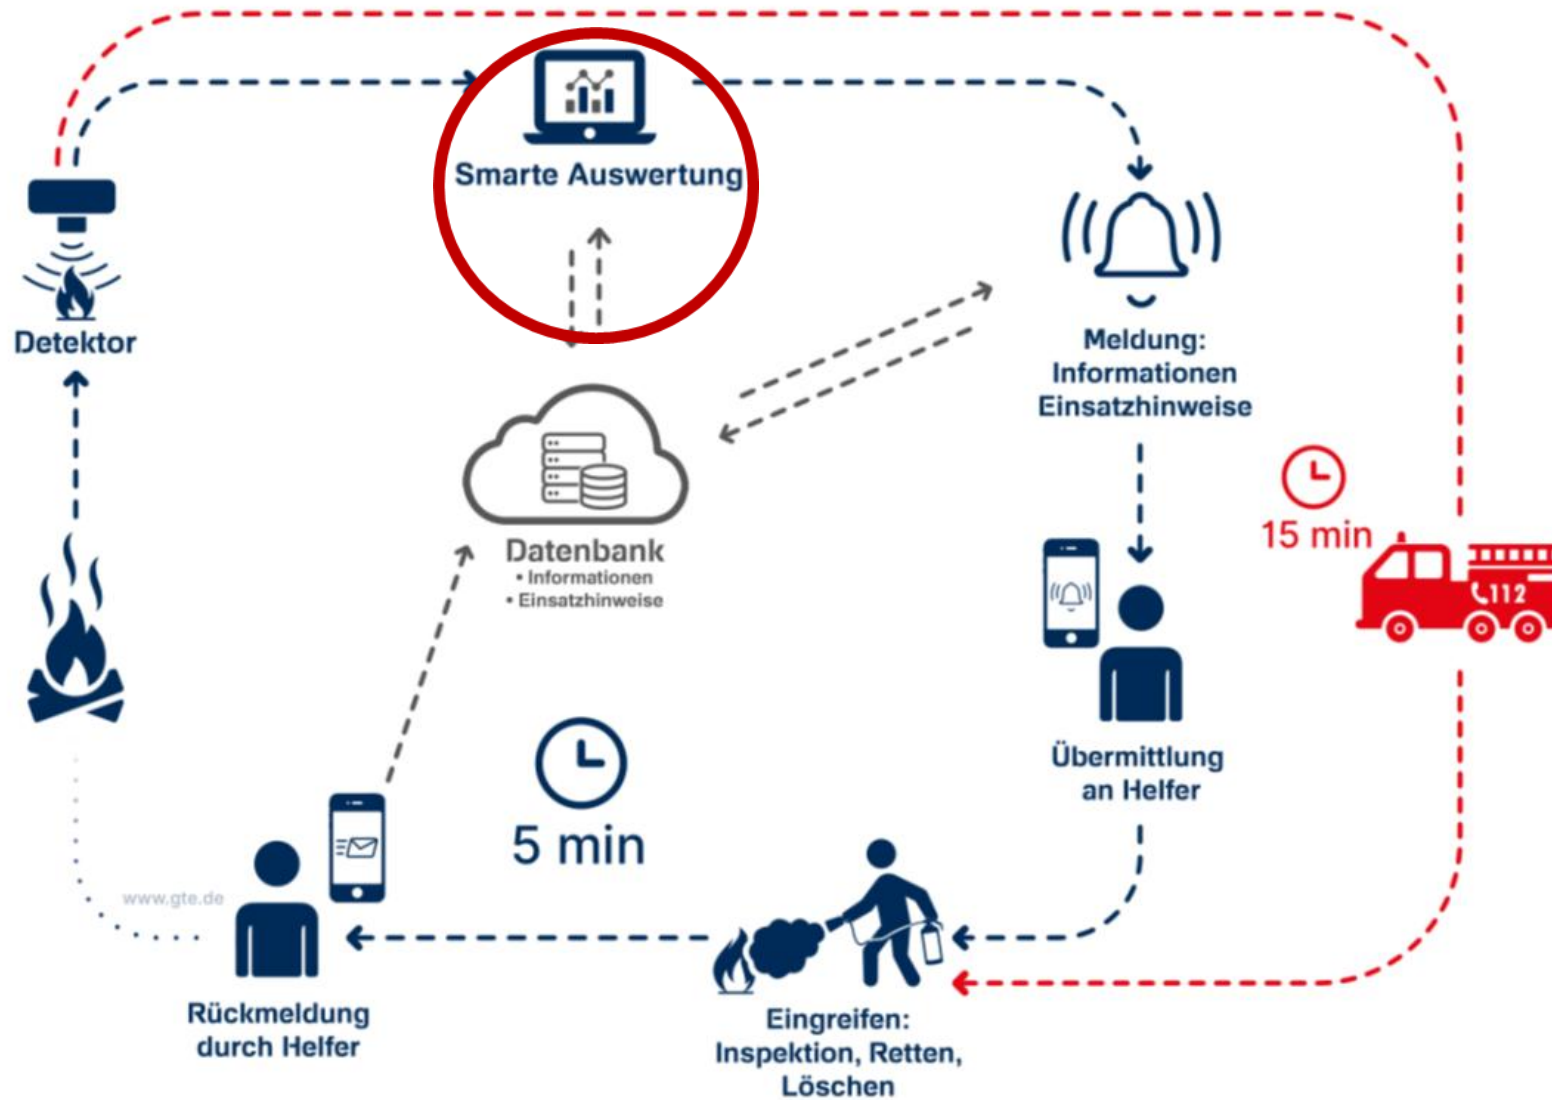 Smarte Auswertung
Detektor
Meldung:
Informationen
Einsatzhinweise
15 min
112
Datenbank
• Informationen
• Einsatzhinweise
Übermittlung
an Helfer
5 min
www.gte.de
Rückmeldung
durch Helfer
Eingreifen:
Inspektion, Retten,
Löschen